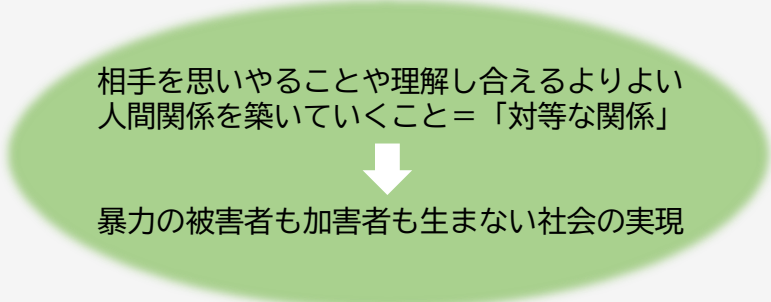 相手を思いやることや理解し合えるよりよい
人間関係を築いていくこと＝「対等な関係」
暴力の被害者も加害者も生まない社会の実現